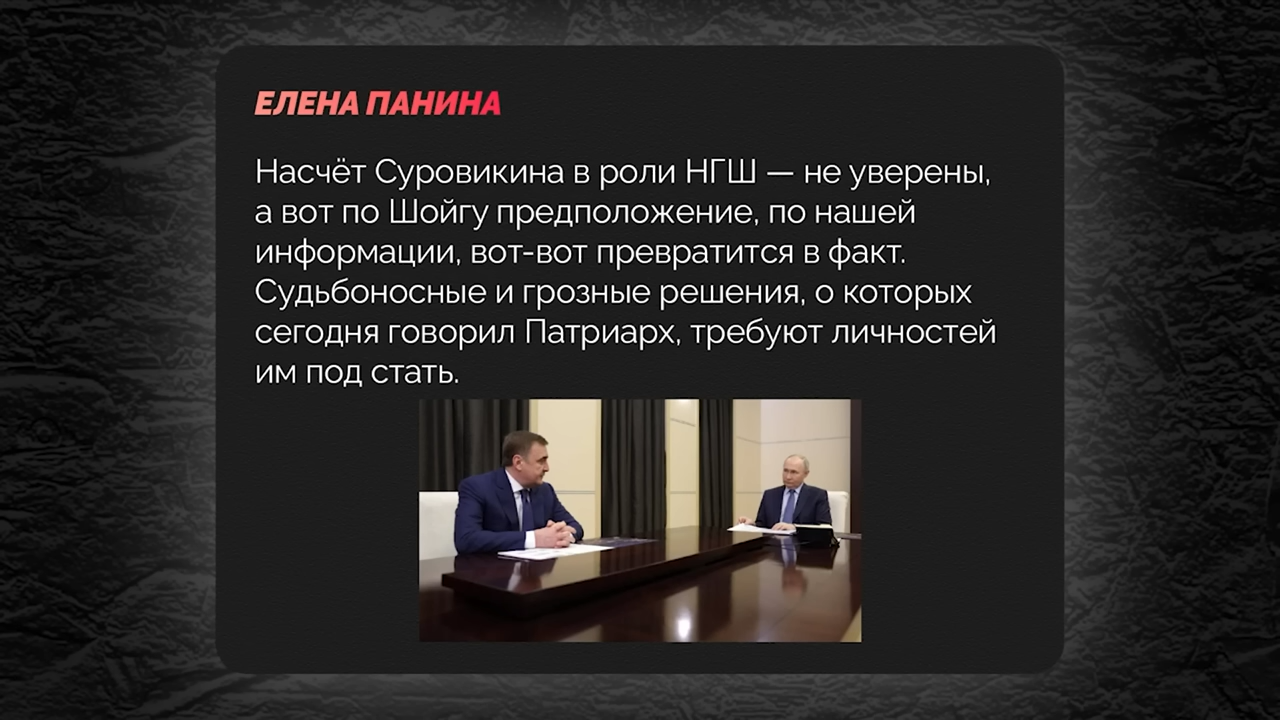 ЕЛЕНА ПАНИНА
Насчёт Суровикина в роли НГШ — не уверены,
а вот по Шойгу предположение, по нашей
информации, вот-вот превратится в факт.
Судьбоносные и грозные решения, о которых
сегодня говорил Патриарх, требуют личностей
им под стать.